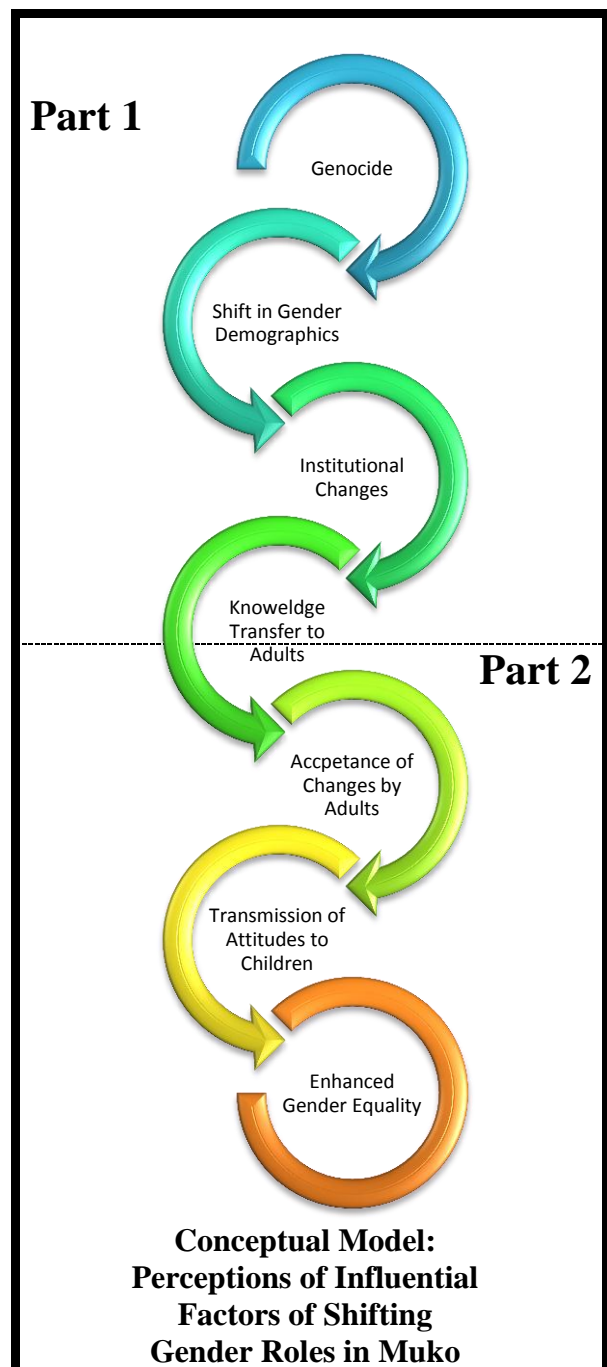 Part 1
Genocide
Shift in Gender
Demographics
Institutional
Changes
Knoweldge
Transfer to
Adults
Part 2
Accpetance of
Changes by
Adults
Transmission of
Attitudes to
Children
Enhanced
Gender Equality
Conceptual Model:
Perceptions of Influential
Factors of Shifting
Gender Roles in Muko